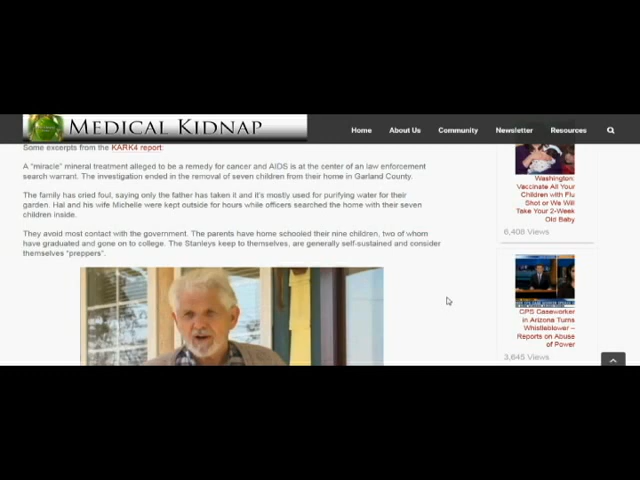 MEDICAL KIDNAP
Home
About Us
Community
Newsletter
Resources
Some excerpts from the KARK4 report:
A "miracle" mineral treatment alleged to be a remedy for cancer and AIDS is at the center of an law enforcement
search warrant. The investigation ended in the removal of seven children from their home in Garland County.
The family has cried foul, saying only the father has taken it and it's mostly used for purifying water for their
garden. Hal and his wife Michelle were kept outside for hours while officers searched the home with their seven
children inside.
They avoid most contact with the government. The parents have home schooled their nine children, two of whom
have graduated and gone on to college. The Stanleys keep to themselves, are generally self-sustained and consider
themselves "preppers".
Washington:
Vaccinate All Your
Children with Flu
Shot or We Will
Take Your 2-Week
Old Baby
6,408 Views
CPS Caseworker
in Arizona Turns
Whistleblower –
Reports on Abuse
of Power
3,645 Views